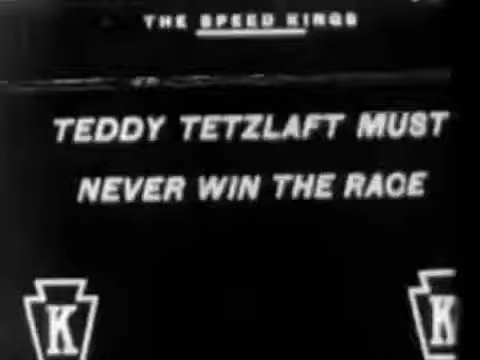 THE SPEED KINGS
TEDDY TETZLAFT MUST
NEVER WIN THE RACE
K K